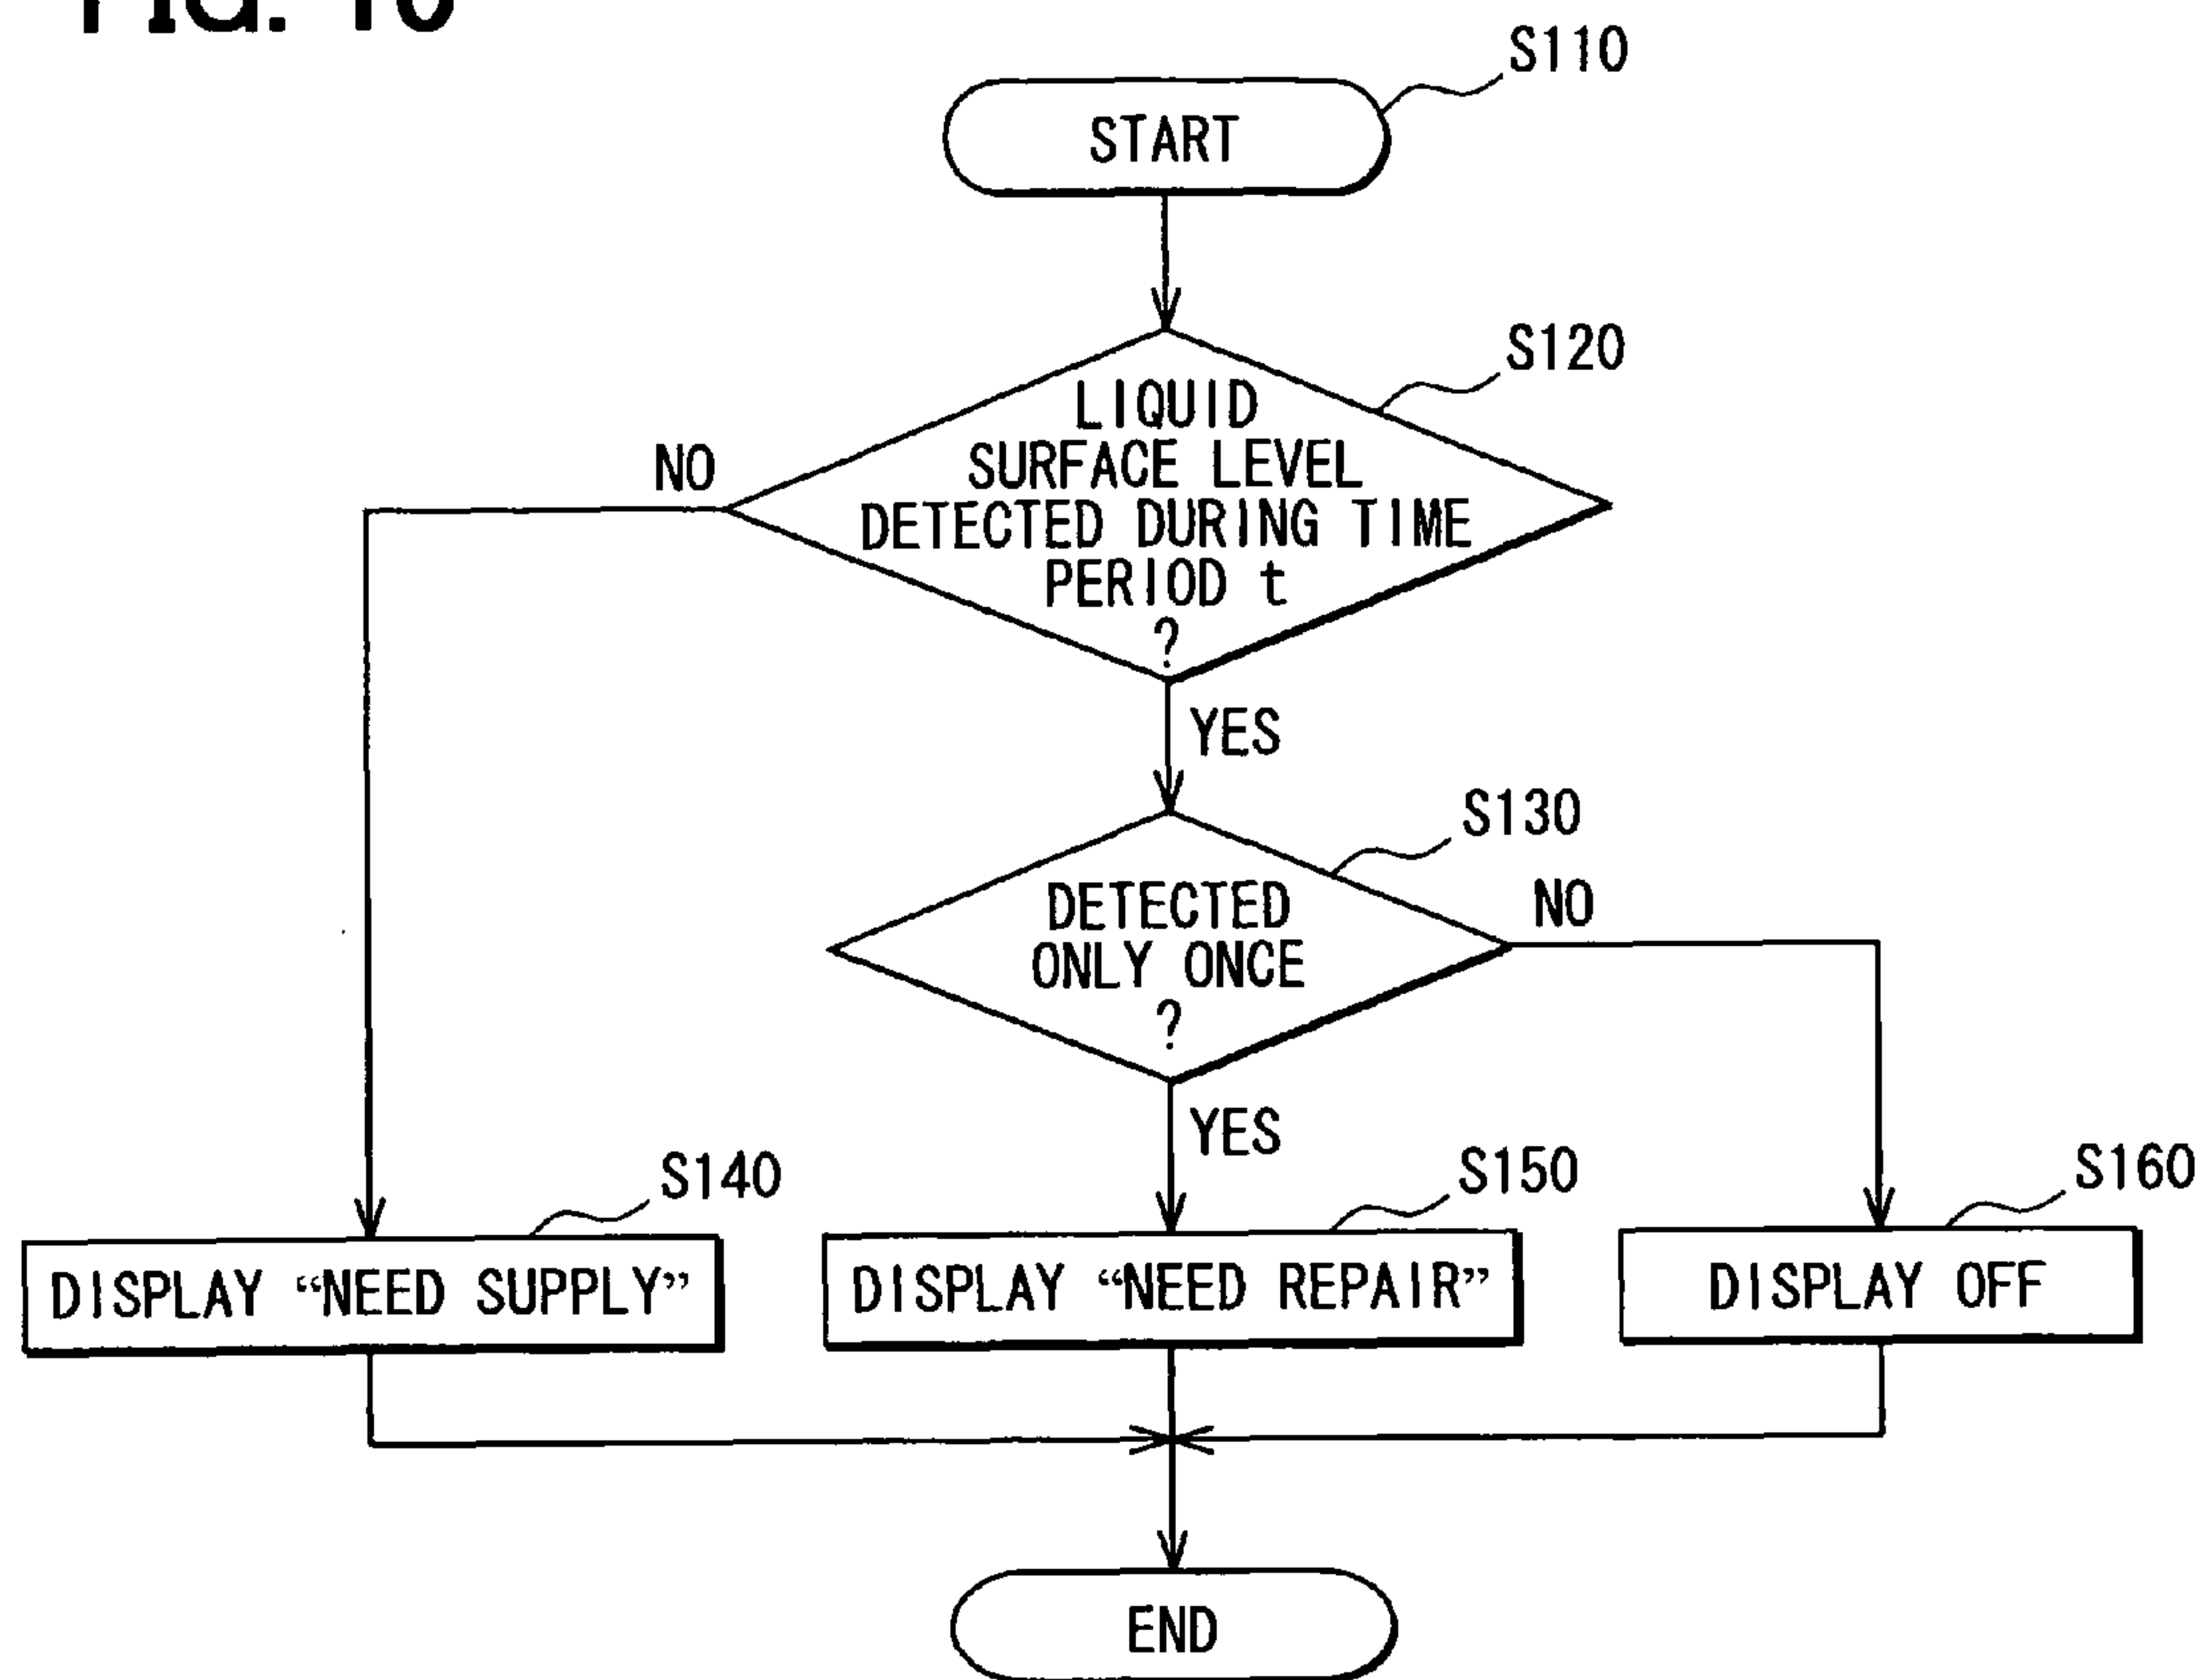 S110
START
S120
LIQUID
SURFACE LEVEL
DETECTED DURING TIME
PERIOD t
?
NO
YES
S130
DETECTED
ONLY ONCE
?
NO
YES
S140
S150
S160
DISPLAY “NEED SUPPLY”
DISPLAY “NEED REPAIR”
DISPLAY OFF
END